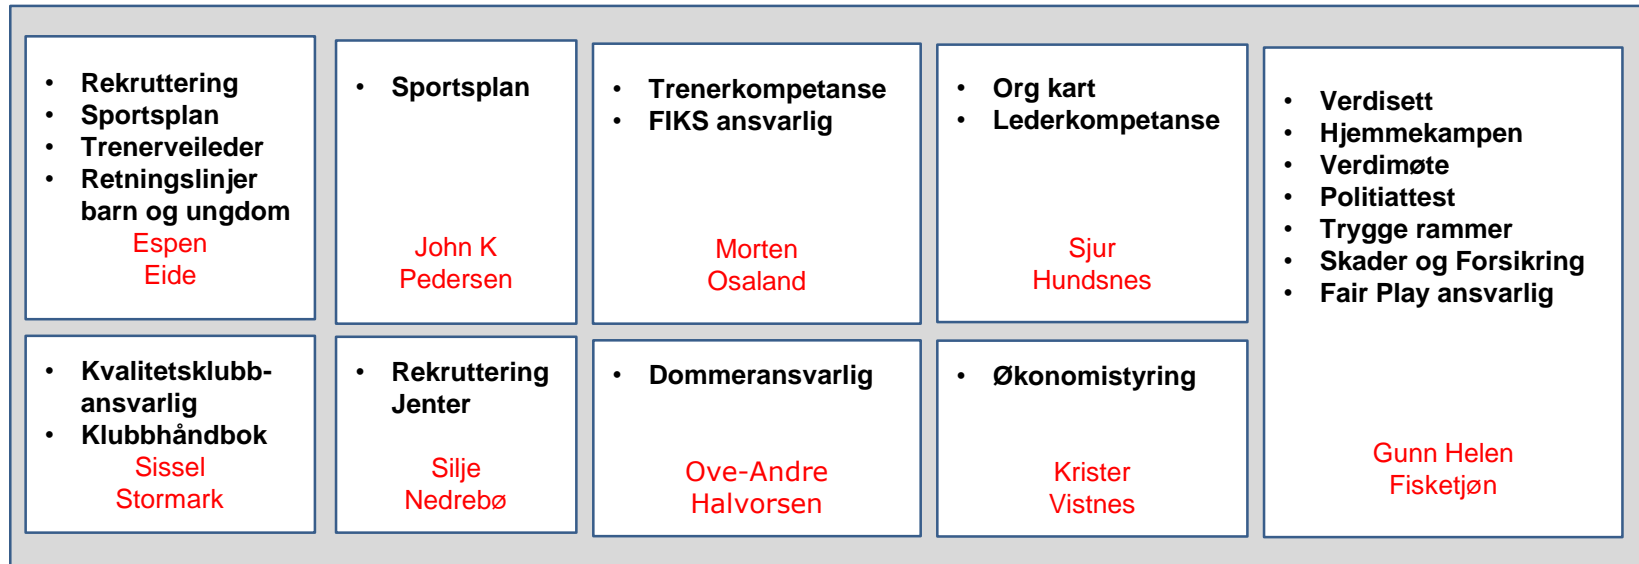 • Rekruttering
• Sportsplan
• Trenerveileder
• Retningslinjer
barn og ungdom
Espen
Eide
• Sportsplan
John K
Pedersen
• Trenerkompetanse
• FIKS ansvarlig
Morten
Osaland
• Org kart
• Lederkompetanse
Sjur
Hundsnes
• Verdisett
• Hjemmekampen
• Verdimøte
• Politiattest
• Trygge rammer
• Skader og Forsikring
• Fair Play ansvarlig
Gunn Helen
Fisketjøn
• Kvalitetsklubb-
ansvarlig
• Klubbhåndbok
Sissel
Stormark
• Rekruttering
Jenter
Silje
Nedrebø
• Dommeransvarlig
Ove-Andre
Halvorsen
• Økonomistyring
Krister
Vistnes